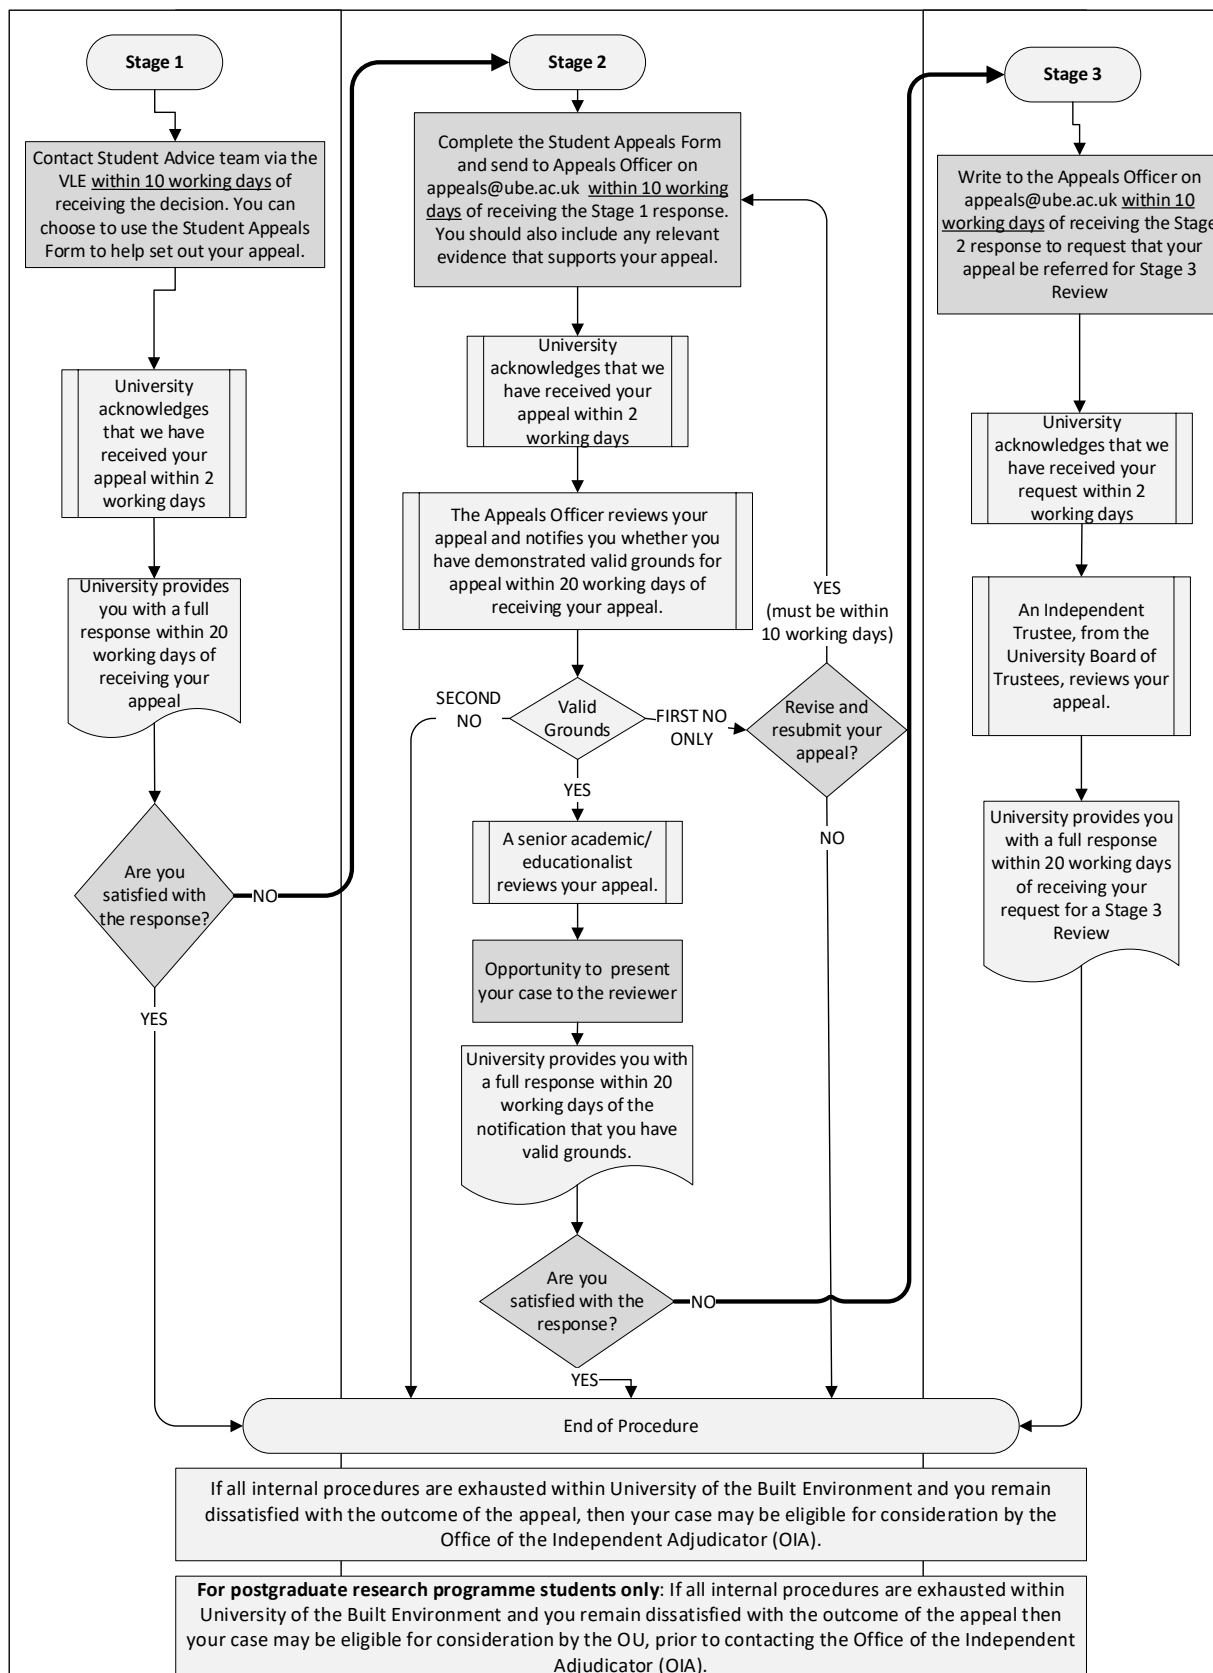 Stage 1
Contact Student Advice team via the
VLE within 10 working days of
receiving the decision. You can
choose to use the Student Appeals
Form to help set out your appeal.
University
acknowledges
that we have
received your
appeal within 2
working days
University provides
you with a full
response within 20
working days of
receiving your
appeal
Are you
satisfied with
the response?
NO
YES
Stage 2
Complete the Student Appeals Form
and send to Appeals Officer on
appeals@ube.ac.uk within 10 working
days of receiving the Stage 1 response.
You should also include any relevant
evidence that supports your appeal.
University
acknowledges that we
have received your
appeal within 2
working days
The Appeals Officer reviews your
appeal and notifies you whether you
have demonstrated valid grounds for
appeal within 20 working days of
receiving your appeal.
Valid
Grounds
SECOND
NO
FIRST NO
ONLY
Revise and
resubmit your
appeal?
YES
(must be within
10 working days)
NO
YES
A senior academic/
educationalist
reviews your appeal.
Opportunity to present
your case to the reviewer
University provides you with
a full response within 20
working days of the
notification that you have
valid grounds.
Are you
satisfied with the
response?
NO
YES
Stage 3
Write to the Appeals Officer on
appeals@ube.ac.uk within 10
working days of receiving the Stage
2 response to request that your
appeal be referred for Stage 3
Review
University
acknowledges that we
have received your
request within 2
working days
An Independent
Trustee, from the
University Board of
Trustees, reviews your
appeal.
University provides you
with a full response
within 20 working days
of receiving your
request for a Stage 3
Review
End of Procedure
If all internal procedures are exhausted within University of the Built Environment and you remain
dissatisfied with the outcome of the appeal, then your case may be eligible for consideration by the
Office of the Independent Adjudicator (OIA).
For postgraduate research programme students only: If all internal procedures are exhausted within
University of the Built Environment and you remain dissatisfied with the outcome of the appeal then
your case may be eligible for consideration by the OU, prior to contacting the Office of the Independent
Adjudicator (OIA).